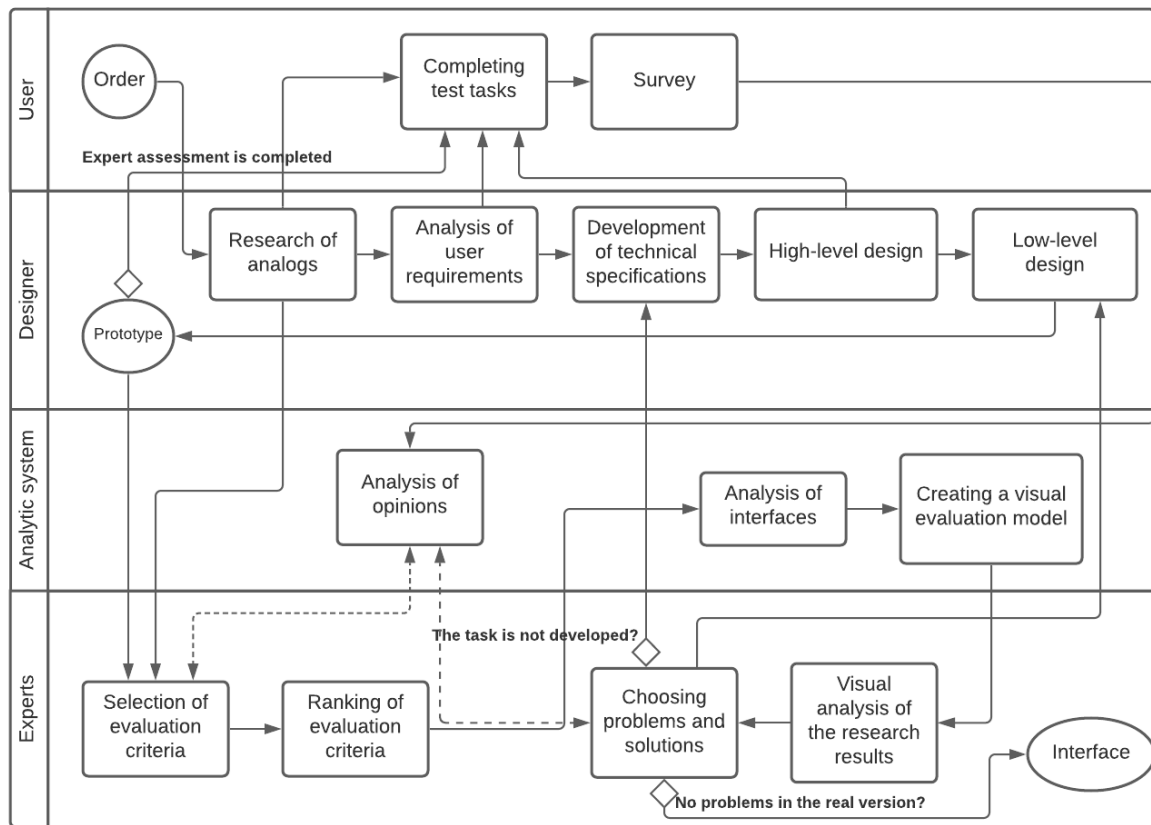 User
Order
Completing
test tasks
Survey
Expert assessment is completed
Designer
Research of
analogs
Analysis of
user
requirements
Development
of technical
specifications
High-level design
Low-level
design
Prototype
Analytic system
Analysis of
opinions
Analysis of
interfaces
Creating a visual
evaluation model
Experts
The task is not developed?
Selection of
evaluation
criteria
Ranking of
evaluation
criteria
Choosing
problems and
solutions
Visual
analysis of
the research
results
Interface
No problems in the real version?